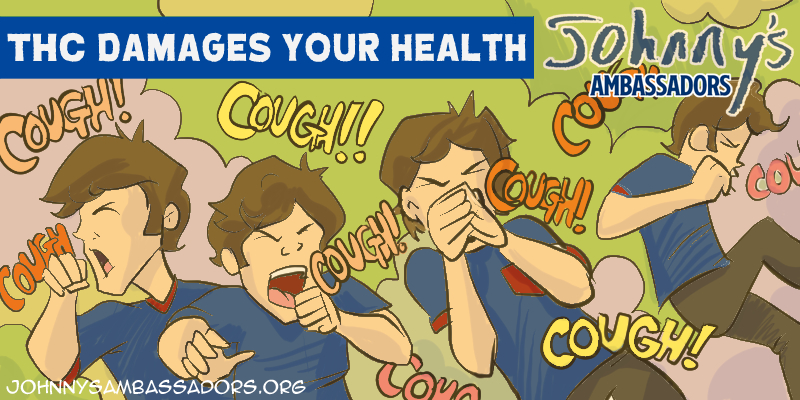 THC DAMAGES YOUR HEALTH
Johnny's
AMBASSADORS
COUGH!
COUGH!!
COUGH
COUGH!
COUGH
COUGH!
COUGH!
JOHNNYSAMBASSADORS.ORG